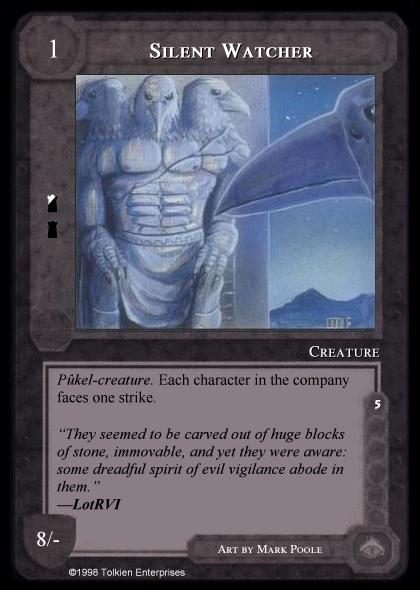 1
SILENT WATCHER
CREATURE
Pûkel-creature. Each character in the company
faces one strike.
5
“They seemed to be carved out of huge blocks
of stone, immovable, and yet they were aware:
some dreadful spirit of evil vigilance abode in
them.”
—LotRVI
8/-
ART BY MARK POOLE
©1998 Tolkien Enterprises